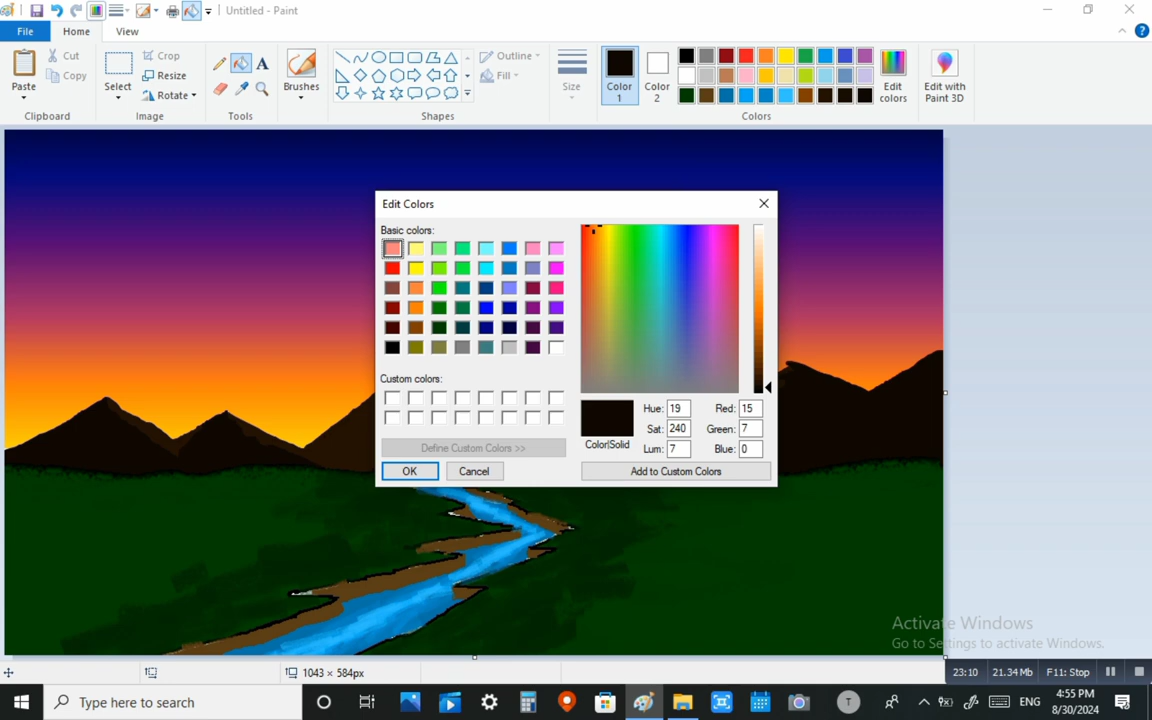 Untitled - Paint
File
Home
View
Paste
Cut
Copy
Clipboard
Select
Crop
Resize
Rotate
Image
A
Tools
Brushes
Shapes
Outline
Fill
Size
Color 1
Color 2
Edit colors
Colors
Edit with Paint 3D
Edit Colors
Basic colors:
Custom colors:
Define Custom Colors >>
OK
Cancel
Color|Solid
Hue: 19
Sat: 240
Lum: 7
Red: 15
Green: 7
Blue: 0
Add to Custom Colors
Activate Windows
Go to Settings to activate Windows.
1043 × 584px
23:10
21.34 Mb
F11: Stop
Type here to search
T
ENG
4:55 PM
8/30/2024